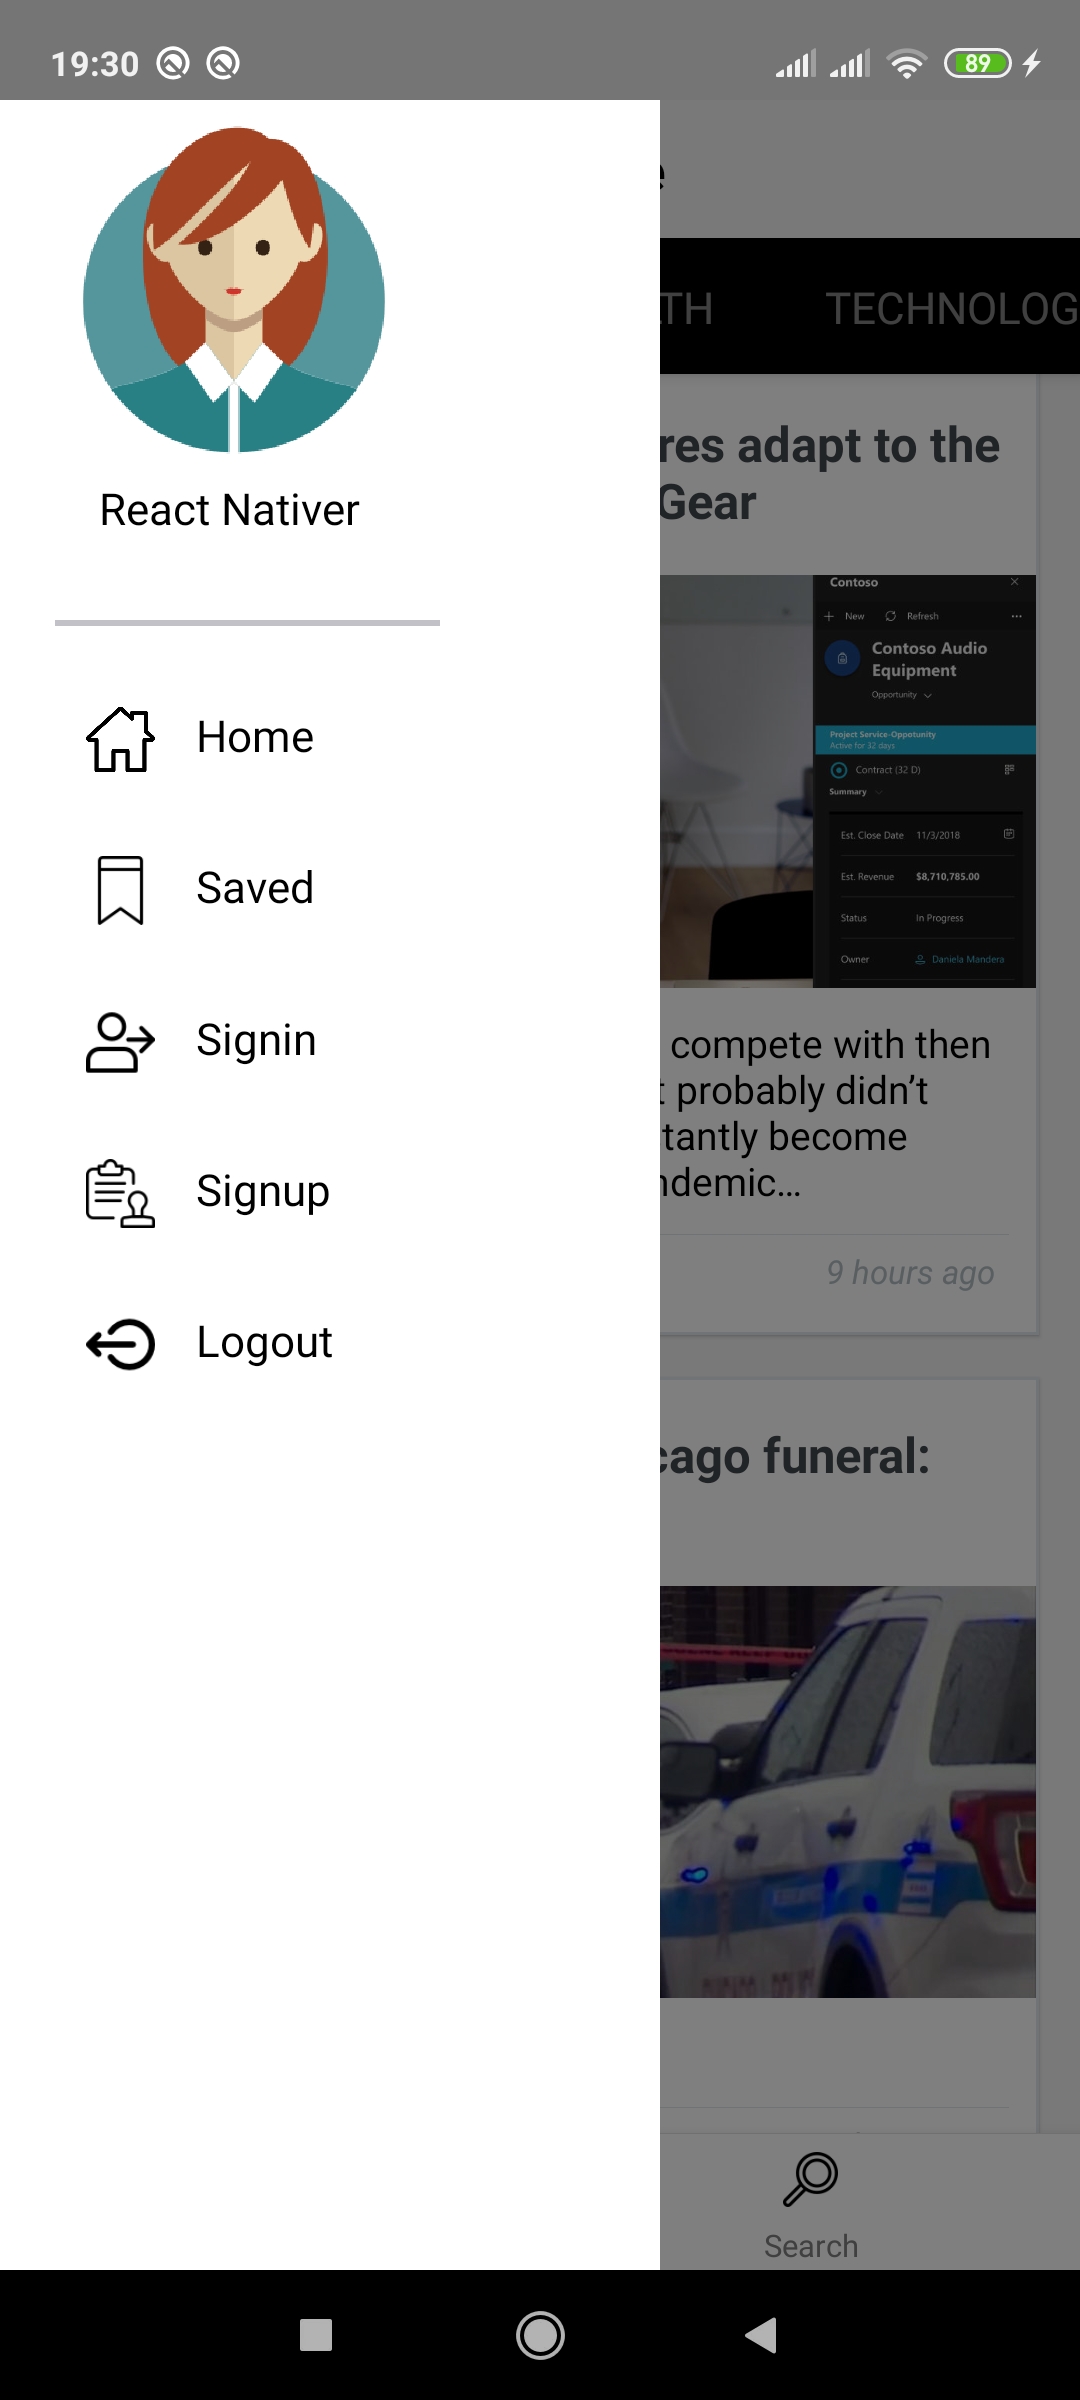 19:30
89
React Nativer
Home
Saved
Signin
Signup
Logout
TH
TECHNOLOG
res adapt to the
Gear
Contoso
New Refresh
Contoso Audio
Equipment
Opportunity
Project Service-Oppotunity
Active for 32 days
Contract (32 D)
Summary
Est. Close Date 11/3/2018
Est. Revenue $8,710,785.00
Status In Progress
Owner Daniela Mandera
compete with then
t probably didn’t
tantly become
ndemic…
9 hours ago
cago funeral:
Search